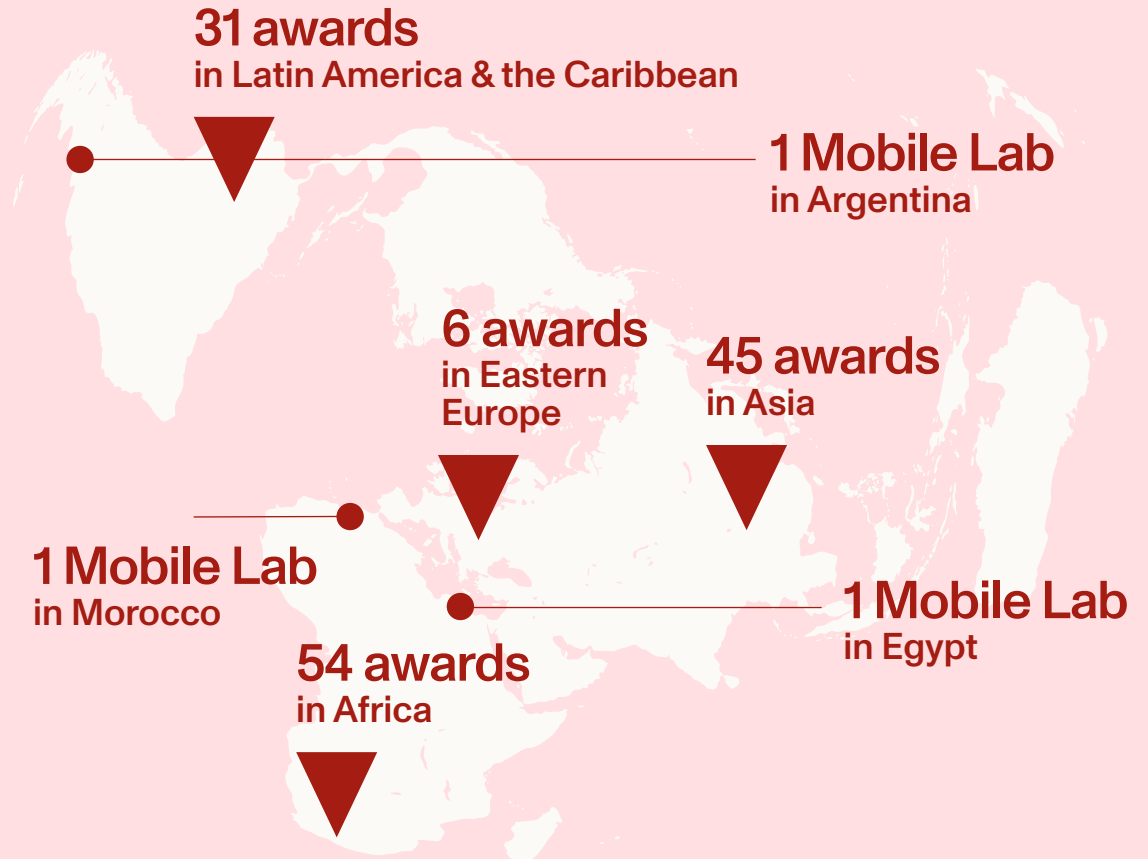 31 awards
in Latin America & the Caribbean
1 Mobile Lab
in Argentina
6 awards
in Eastern
Europe
45 awards
in Asia
1 Mobile Lab
in Morocco
1 Mobile Lab
in Egypt
54 awards
in Africa